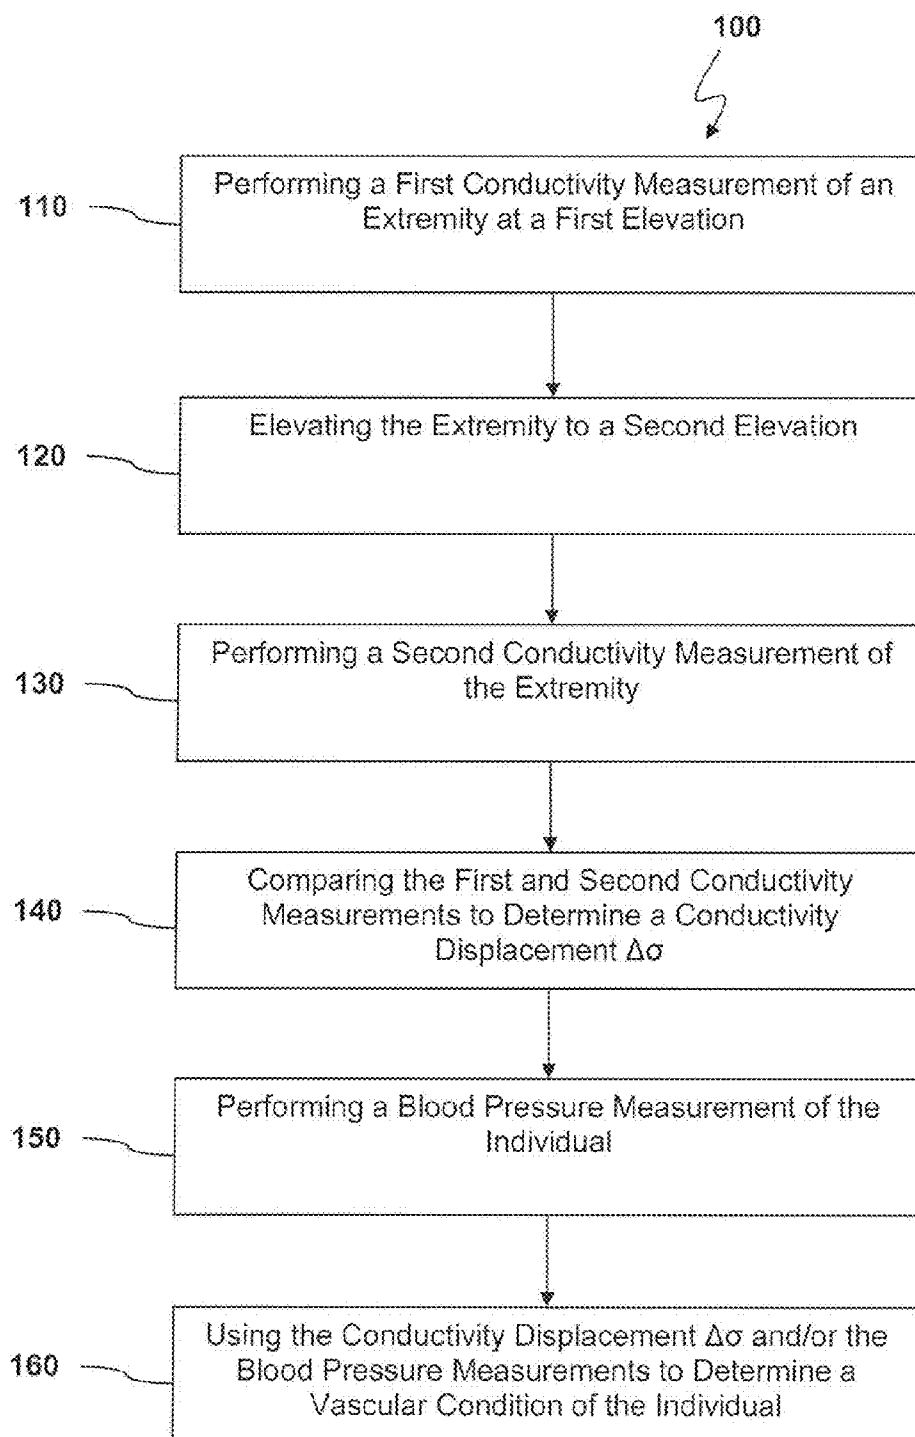 100
110
Performing a First Conductivity Measurement of an
Extremity at a First Elevation
120
Elevating the Extremity to a Second Elevation
130
Performing a Second Conductivity Measurement of
the Extremity
140
Comparing the First and Second Conductivity
Measurements to Determine a Conductivity
Displacement Δσ
150
Performing a Blood Pressure Measurement of the
Individual
160
Using the Conductivity Displacement Δσ and/or the
Blood Pressure Measurements to Determine a
Vascular Condition of the Individual